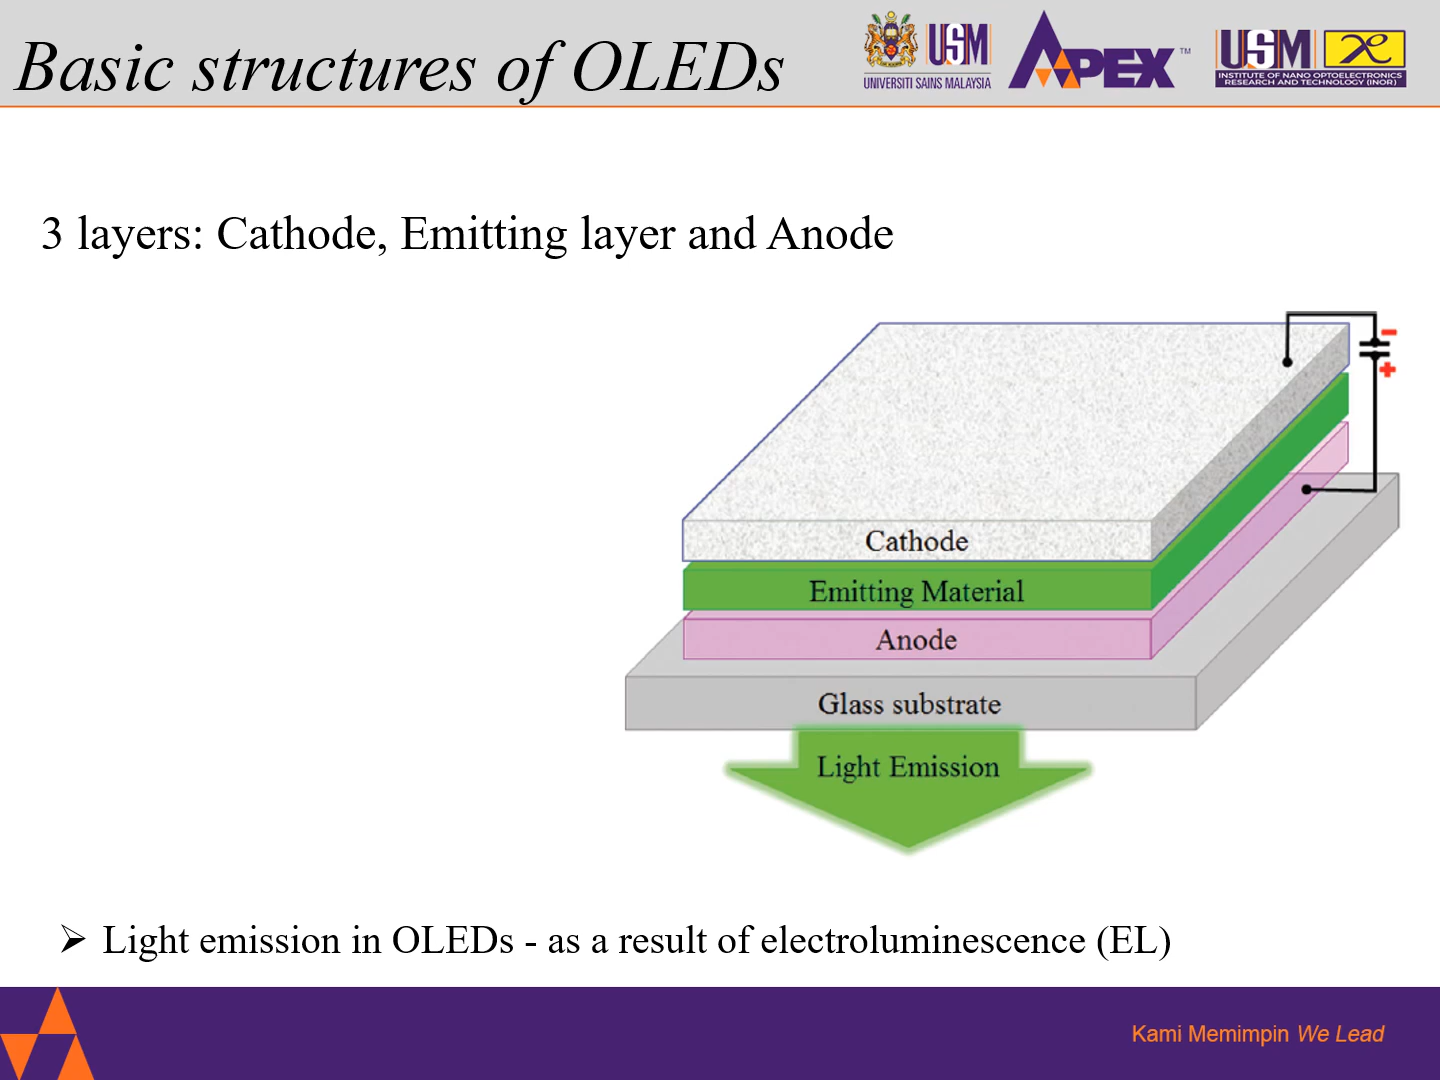 Basic structures of OLEDs
USM
UNIVERSITI SAINS MALAYSIA
APEX™
USM
INSTITUTE OF NANO OPTOELECTRONICS
RESEARCH AND TECHNOLOGY (INOR)
3 layers: Cathode, Emitting layer and Anode
-
+
Cathode
Emitting Material
Anode
Glass substrate
Light Emission
➢ Light emission in OLEDs - as a result of electroluminescence (EL)
Kami Memimpin We Lead